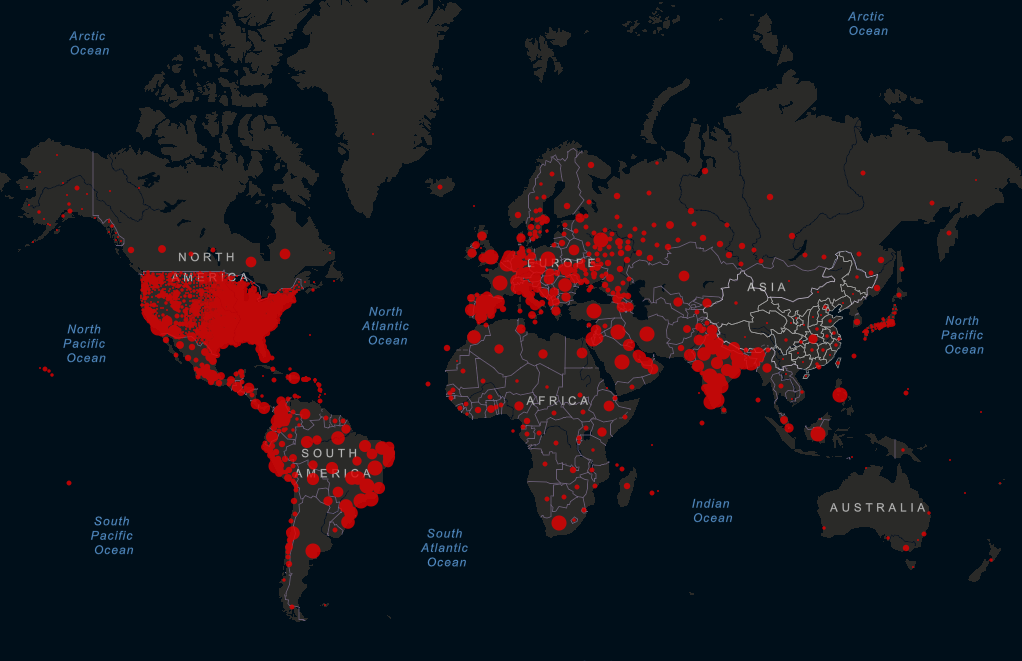 Arctic
Ocean
Arctic
Ocean
NORTH
AMERICA
EUROPE
ASIA
North
Pacific
Ocean
North
Atlantic
Ocean
North
Pacific
Ocean
AFRICA
SOUTH
AMERICA
AUSTRALIA
Indian
Ocean
South
Pacific
Ocean
South
Atlantic
Ocean